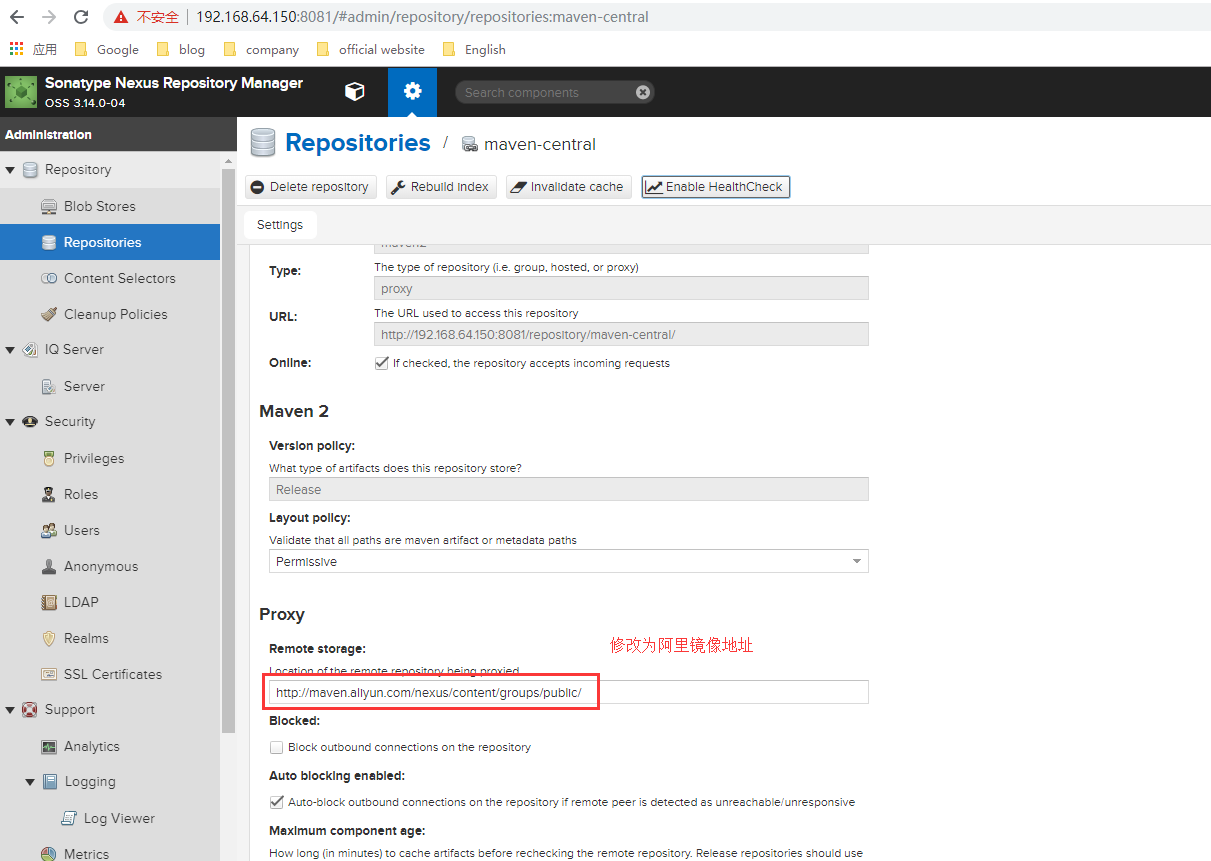 不安全 192.168.64.150:8081/#admin/repository/repositories:maven-central
应用 Google blog company official website English
Sonatype Nexus Repository Manager
OSS 3.14.0-04
Search components
Administration
Repositories / maven-central
Repository
Delete repository Rebuild index Invalidate cache Enable HealthCheck
Blob Stores
Settings
Repositories
maven2
Content Selectors
Type:
The type of repository (i.e. group, hosted, or proxy)
proxy
Cleanup Policies
URL:
The URL used to access this repository
http://192.168.64.150:8081/repository/maven-central/
IQ Server
Online:
If checked, the repository accepts incoming requests
Server
Maven 2
Security
Version policy:
Privileges
What type of artifacts does this repository store?
Release
Roles
Layout policy:
Users
Validate that all paths are maven artifact or metadata paths
Permissive
Anonymous
LDAP
Proxy
Realms
Remote storage:
修改为阿里镜像地址
Location of the remote repository being proxied
SSL Certificates
http://maven.aliyun.com/nexus/content/groups/public/
Support
Blocked:
Analytics
Block outbound connections on the repository
Logging
Auto blocking enabled:
Auto-block outbound connections on the repository if remote peer is detected as unreachable/unresponsive
Log Viewer
Maximum component age:
Metrics
How long (in minutes) to cache artifacts before rechecking the remote repository. Release repositories should use